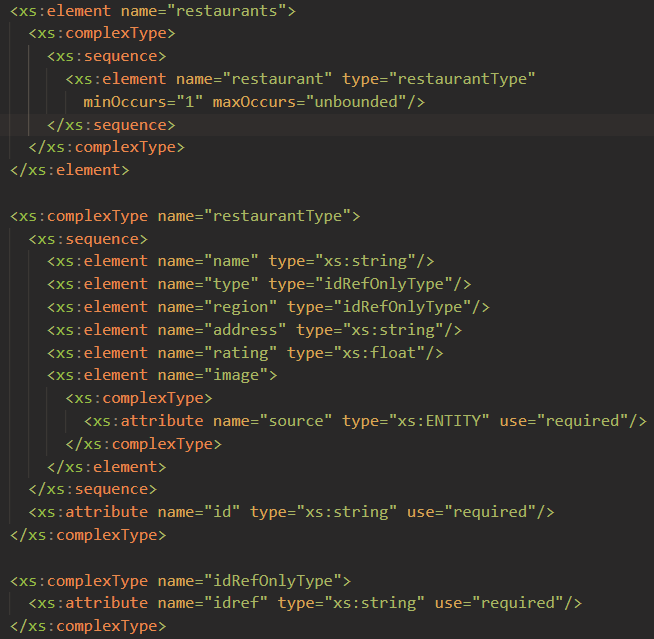 <xs:element name="restaurants">
<xs:complexType>
<xs:sequence>
<xs:element name="restaurant" type="restaurantType"
minOccurs="1" maxOccurs="unbounded"/>
</xs:sequence>
</xs:complexType>
</xs:element>
<xs:complexType name="restaurantType">
<xs:sequence>
<xs:element name="name" type="xs:string"/>
<xs:element name="type" type="idRefOnlyType"/>
<xs:element name="region" type="idRefOnlyType"/>
<xs:element name="address" type="xs:string"/>
<xs:element name="rating" type="xs:float"/>
<xs:element name="image">
<xs:complexType>
<xs:attribute name="source" type="xs:ENTITY" use="required"/>
</xs:complexType>
</xs:element>
</xs:sequence>
<xs:attribute name="id" type="xs:string" use="required"/>
</xs:complexType>
<xs:complexType name="idRefOnlyType">
<xs:attribute name="idref" type="xs:string" use="required"/>
</xs:complexType>